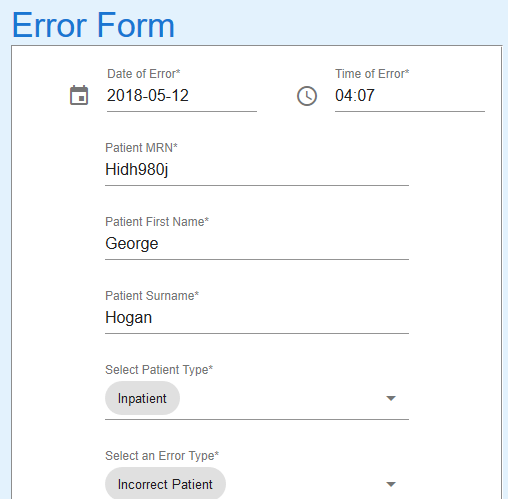 Error Form
Date of Error* Time of Error*
2018-05-12 04:07
Patient MRN*
Hidh980j
Patient First Name*
George
Patient Surname*
Hogan
Select Patient Type*
Inpatient
Select an Error Type*
Incorrect Patient